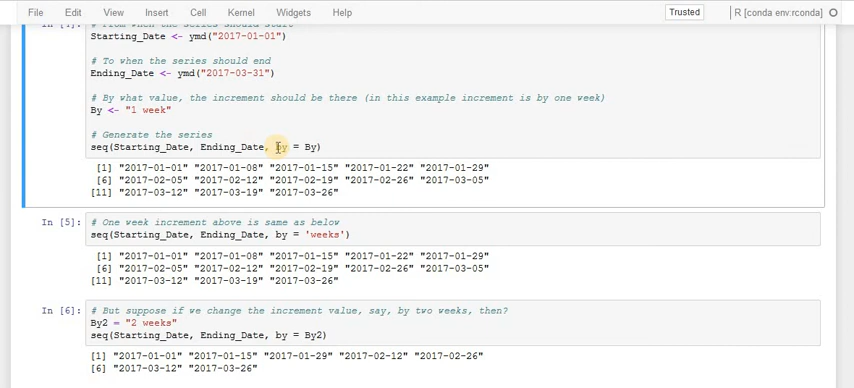 File Edit View Insert Cell Kernel Widgets Help Trusted R [conda env:rconda]
In [4]: # From when the series should start
Starting_Date <- ymd("2017-01-01")
# To when the series should end
Ending_Date <- ymd("2017-03-31")
# By what value, the increment should be there (in this example increment is by one week)
By <- "1 week"
# Generate the series
seq(Starting_Date, Ending_Date, by = By)
[1] "2017-01-01" "2017-01-08" "2017-01-15" "2017-01-22" "2017-01-29"
[6] "2017-02-05" "2017-02-12" "2017-02-19" "2017-02-26" "2017-03-05"
[11] "2017-03-12" "2017-03-19" "2017-03-26"
In [5]: # One week increment above is same as below
seq(Starting_Date, Ending_Date, by = 'weeks')
[1] "2017-01-01" "2017-01-08" "2017-01-15" "2017-01-22" "2017-01-29"
[6] "2017-02-05" "2017-02-12" "2017-02-19" "2017-02-26" "2017-03-05"
[11] "2017-03-12" "2017-03-19" "2017-03-26"
In [6]: # But suppose if we change the increment value, say, by two weeks, then?
By2 = "2 weeks"
seq(Starting_Date, Ending_Date, by = By2)
[1] "2017-01-01" "2017-01-15" "2017-01-29" "2017-02-12" "2017-02-26"
[6] "2017-03-12" "2017-03-26"